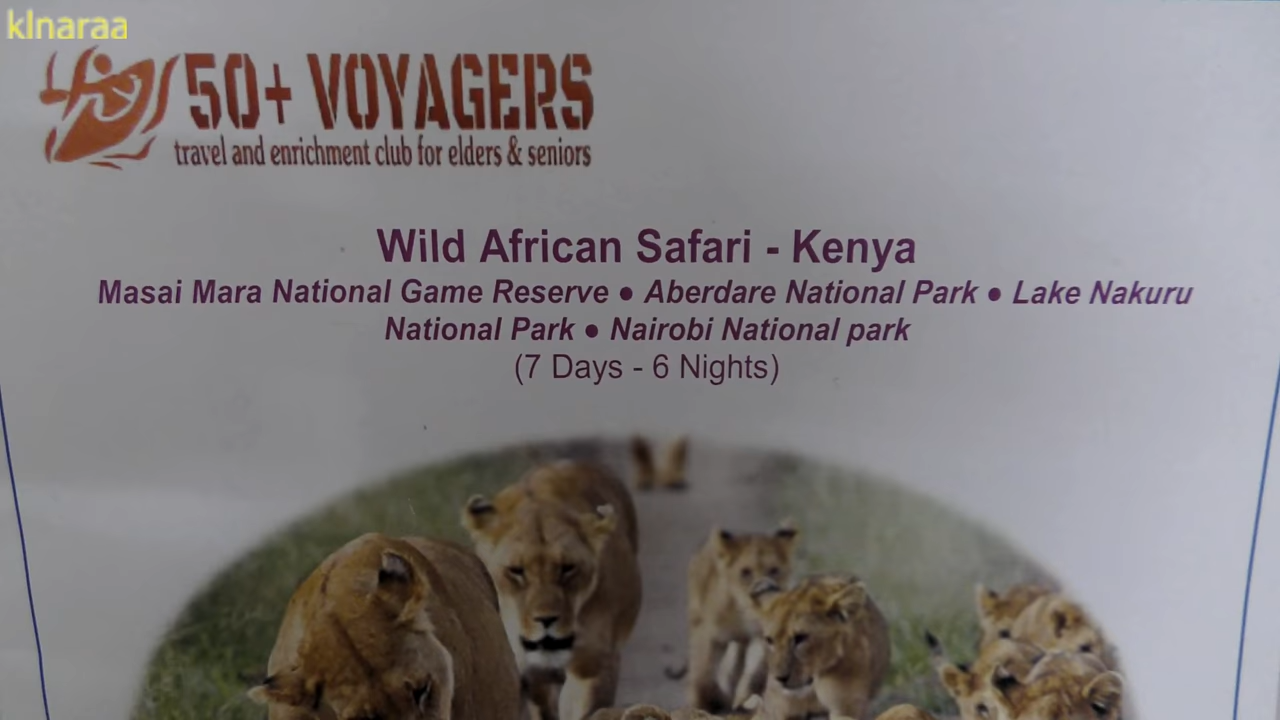 klnaraa
50+ VOYAGERS
travel and enrichment club for elders & seniors
Wild African Safari - Kenya
Masai Mara National Game Reserve ● Aberdare National Park ● Lake Nakuru
National Park ● Nairobi National park
(7 Days - 6 Nights)